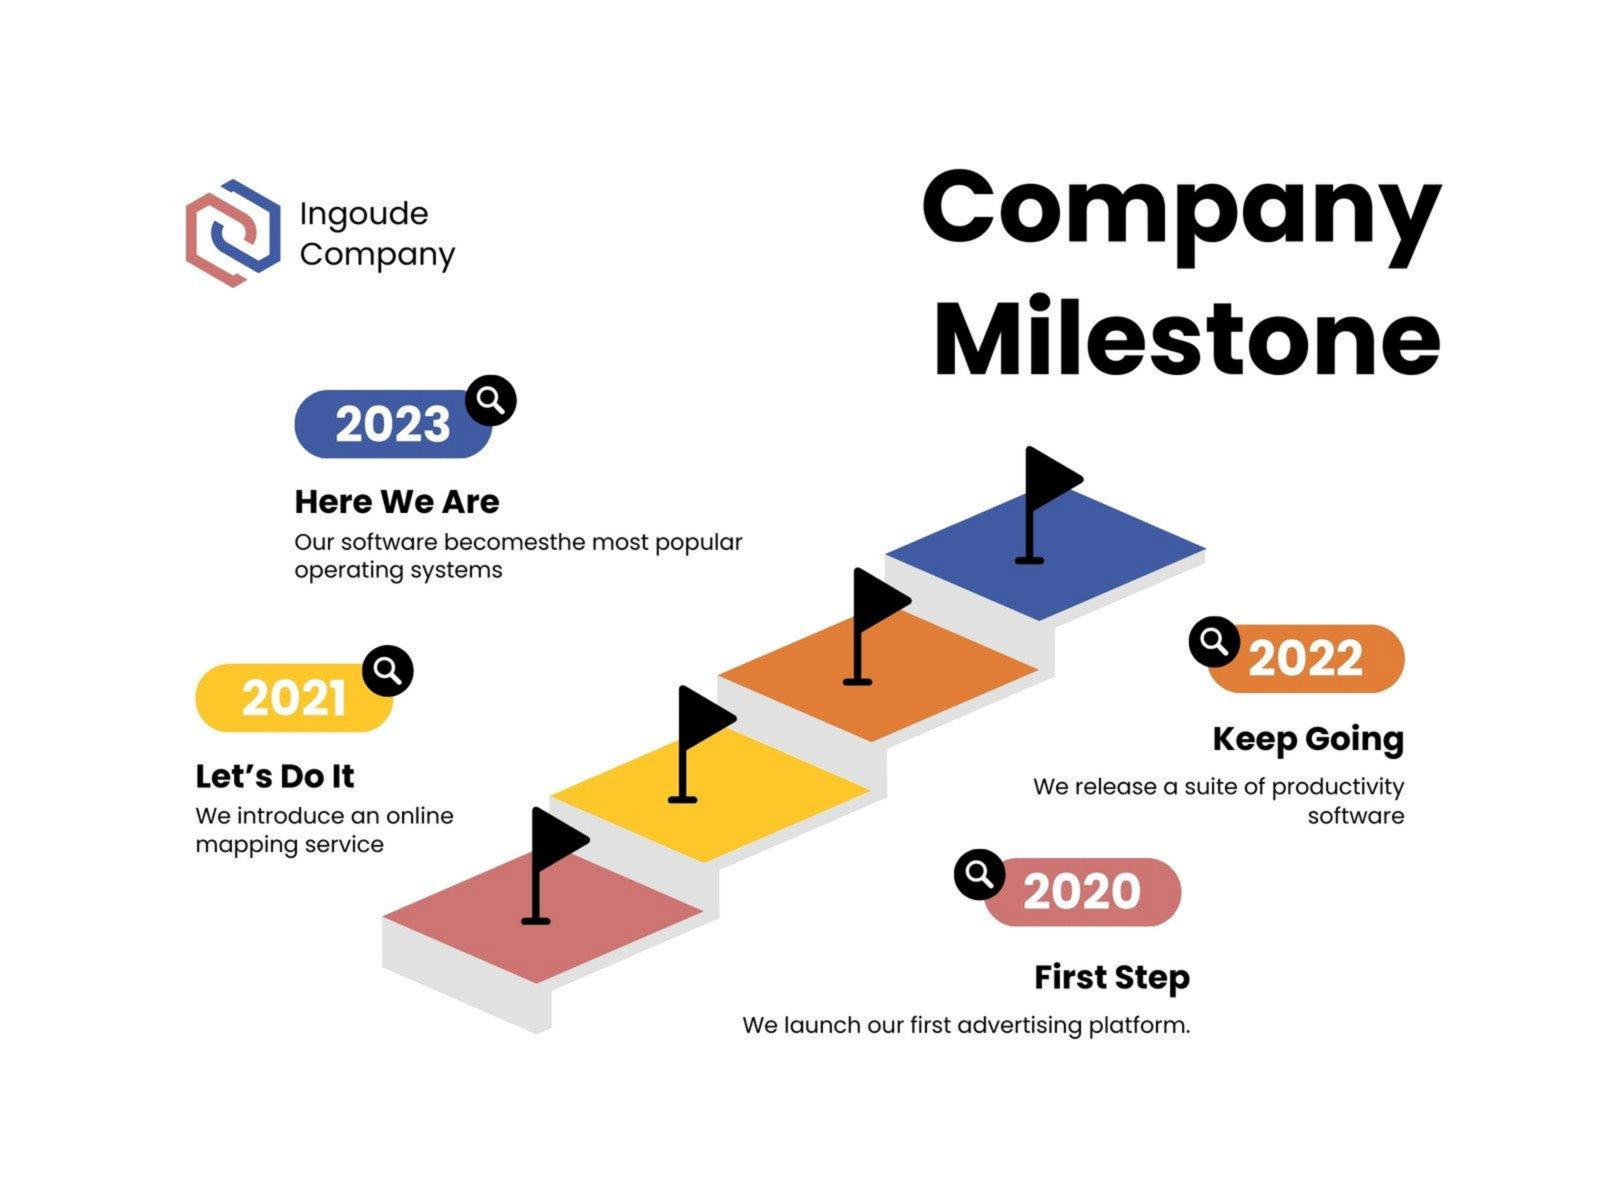 Ingoude
Company
Company
Milestone
2023
Here We Are
Our software becomesthe most popular
operating systems
2021
Let's Do It
We introduce an online
mapping service
2022
Keep Going
We release a suite of productivity
software
2020
First Step
We launch our first advertising platform.